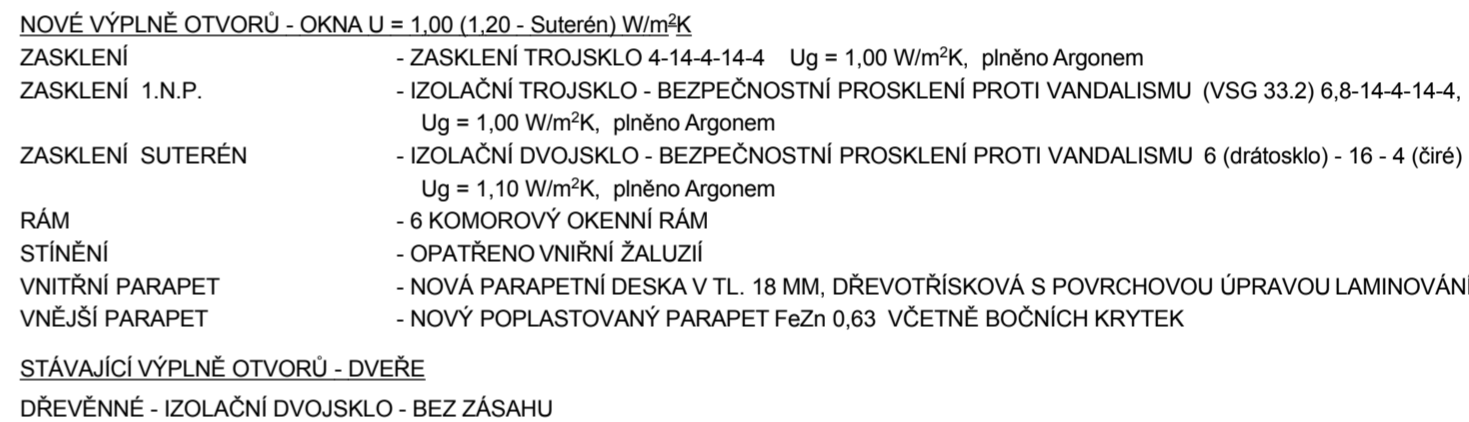 NOVÉ VÝPLNĚ OTVORŮ - OKNA U = 1,00 (1,20 - Suterén) W/m²K
ZASKLENÍ - ZASKLENÍ TROJSKLO 4-14-4-14-4 Ug = 1,00 W/m²K, plněno Argonem
ZASKLENÍ 1.N.P. - IZOLAČNÍ TROJSKLO - BEZPEČNOSTNÍ PROSKLENÍ PROTI VANDALISMU (VSG 33.2) 6,8-14-4-14-4,
Ug = 1,00 W/m²K, plněno Argonem
ZASKLENÍ SUTERÉN - IZOLAČNÍ DVOJSKLO - BEZPEČNOSTNÍ PROSKLENÍ PROTI VANDALISMU 6 (drátosklo) - 16 - 4 (čiré)
Ug = 1,10 W/m²K, plněno Argonem
RÁM - 6 KOMOROVÝ OKENNÍ RÁM
STÍNĚNÍ - OPATŘENO VNIŘNÍ ŽALUZIÍ
VNITŘNÍ PARAPET - NOVÁ PARAPETNÍ DESKA V TL. 18 MM, DŘEVOTŘÍSKOVÁ S POVRCHOVOU ÚPRAVOU LAMINOVÁNÍ
VNĚJŠÍ PARAPET - NOVÝ POPLASTOVANÝ PARAPET FeZn 0,63 VČETNĚ BOČNÍCH KRYTEK
STÁVAJÍCÍ VÝPLNĚ OTVORŮ - DVEŘE
DŘEVĚNNÉ - IZOLAČNÍ DVOJSKLO - BEZ ZÁSAHU